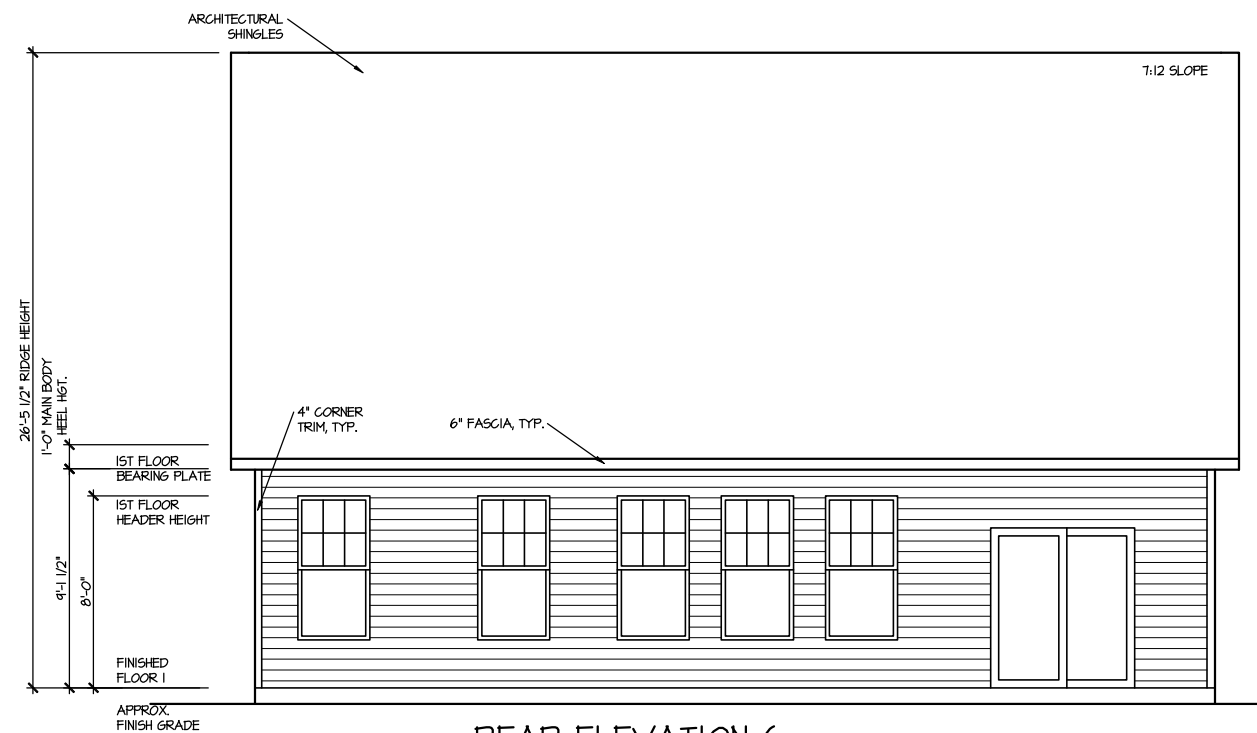 ARCHITECTURAL
SHINGLES
7:12 SLOPE
26'-5 1/2" RIDGE HEIGHT
1'-0" MAIN BODY
HEEL HGT.
4" CORNER
TRIM, TYP.
6" FASCIA, TYP.
1ST FLOOR
BEARING PLATE
1ST FLOOR
HEADER HEIGHT
9'-1 1/2"
8'-0"
FINISHED
FLOOR 1
APPROX.
FINISH GRADE
REAR ELEVATION